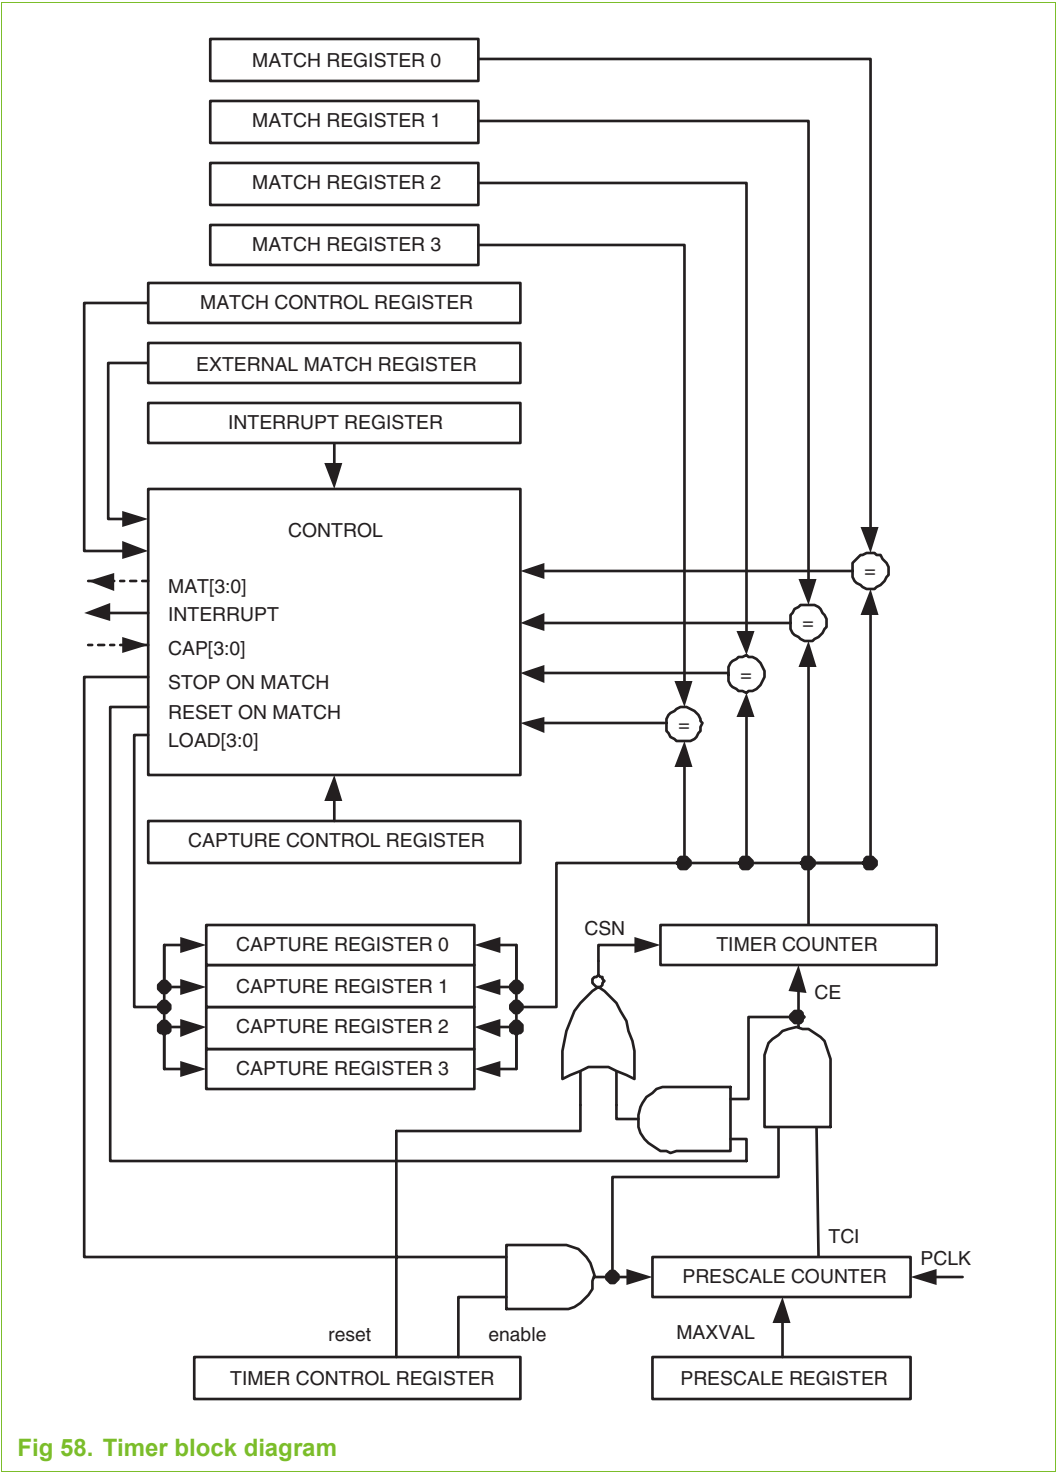 MATCH REGISTER 0
MATCH REGISTER 1
MATCH REGISTER 2
MATCH REGISTER 3
MATCH CONTROL REGISTER
EXTERNAL MATCH REGISTER
INTERRUPT REGISTER
CONTROL
=
=
=
=
MAT[3:0]
INTERRUPT
CAP[3:0]
STOP ON MATCH
RESET ON MATCH
LOAD[3:0]
CAPTURE CONTROL REGISTER
CSN
TIMER COUNTER
CAPTURE REGISTER 0
CAPTURE REGISTER 1
CAPTURE REGISTER 2
CAPTURE REGISTER 3
CE
TCI
PCLK
PRESCALE COUNTER
reset
enable
MAXVAL
TIMER CONTROL REGISTER
PRESCALE REGISTER
Fig 58. Timer block diagram